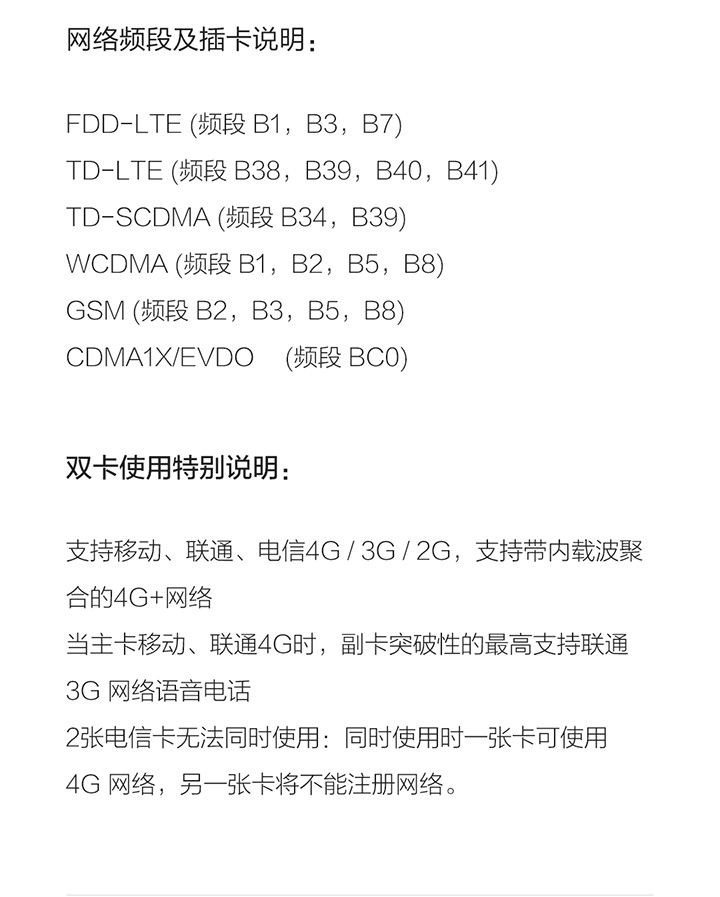 网络频段及插卡说明：
FDD-LTE (频段 B1，B3，B7)
TD-LTE (频段 B38，B39，B40，B41)
TD-SCDMA (频段 B34，B39)
WCDMA (频段 B1，B2，B5，B8)
GSM (频段 B2，B3，B5，B8)
CDMA1X/EVDO (频段 BC0)
双卡使用特别说明：
支持移动、联通、电信4G / 3G / 2G，支持带内载波聚
合的4G+网络
当主卡移动、联通4G时，副卡突破性的最高支持联通
3G 网络语音电话
2张电信卡无法同时使用：同时使用时一张卡可使用
4G 网络，另一张卡将不能注册网络。